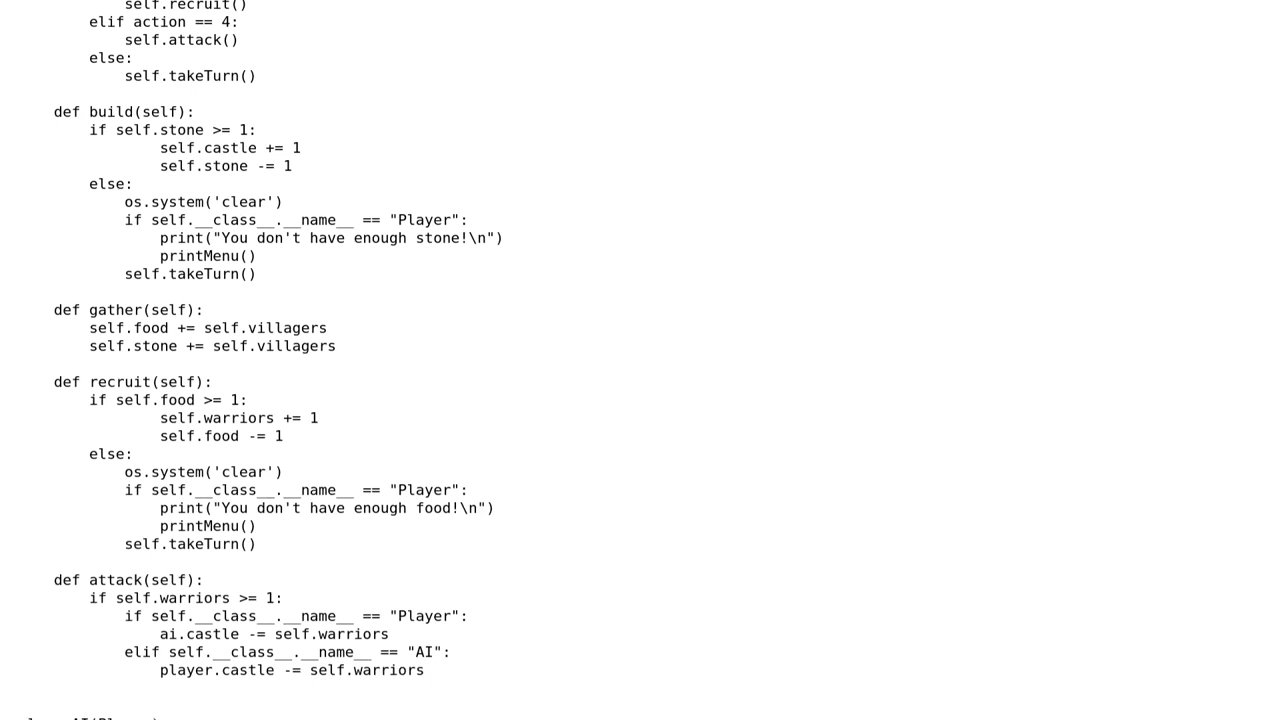 self.recruit()
        elif action == 4:
            self.attack()
        else:
            self.takeTurn()

    def build(self):
        if self.stone >= 1:
                self.castle += 1
                self.stone -= 1
        else:
            os.system('clear')
            if self.__class__.__name__ == "Player":
                print("You don't have enough stone!\n")
                printMenu()
            self.takeTurn()

    def gather(self):
        self.food += self.villagers
        self.stone += self.villagers

    def recruit(self):
        if self.food >= 1:
                self.warriors += 1
                self.food -= 1
        else:
            os.system('clear')
            if self.__class__.__name__ == "Player":
                print("You don't have enough food!\n")
                printMenu()
            self.takeTurn()

    def attack(self):
        if self.warriors >= 1:
            if self.__class__.__name__ == "Player":
                ai.castle -= self.warriors
            elif self.__class__.__name__ == "AI":
                player.castle -= self.warriors